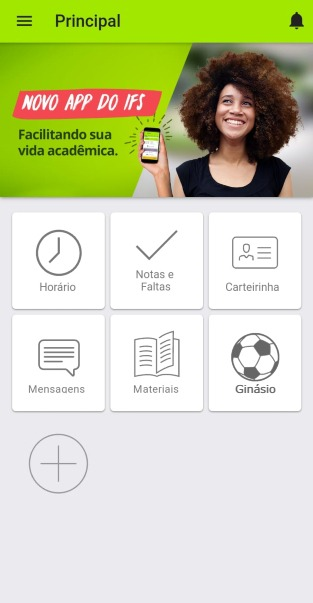 Principal
NOVO APP DO IFS
Facilitando sua
vida acadêmica.
Horário
Notas e
Faltas
Carteirinha
Mensagens
Materiais
Ginásio